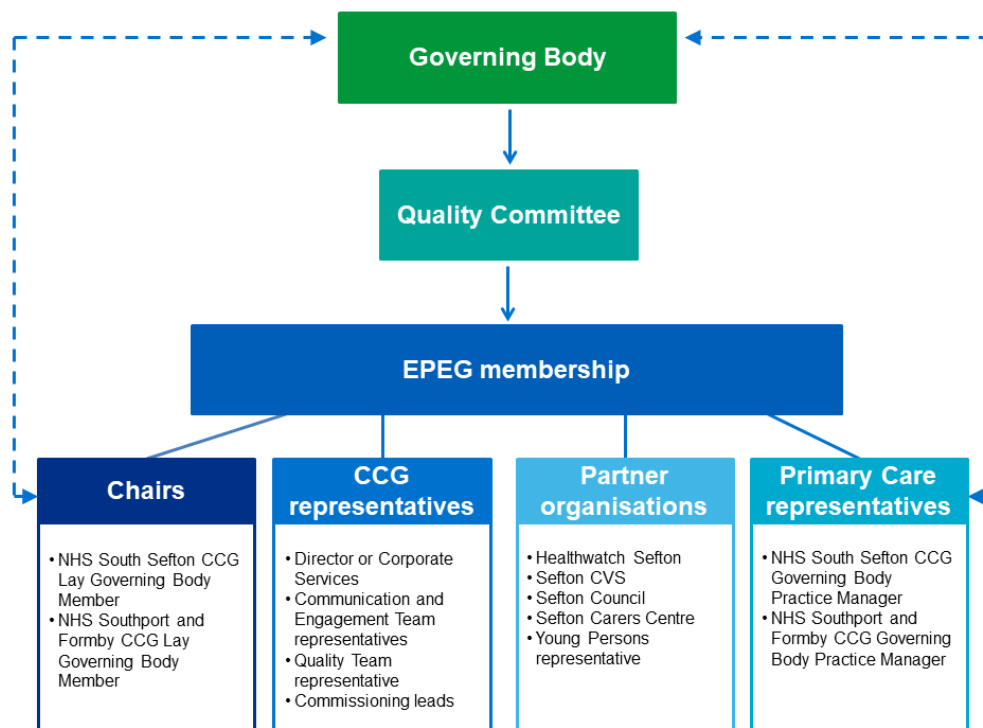 Governing Body
Quality Committee
EPEG membership
Chairs
• NHS South Sefton CCG
Lay Governing Body
Member
• NHS Southport and
Formby CCG Lay
Governing Body
Member
CCG
representatives
• Director or Corporate
Services
• Communication and
Engagement Team
representatives
• Quality Team
representative
• Commissioning leads
Partner
organisations
• Healthwatch Sefton
• Sefton CVS
• Sefton Council
• Sefton Carers Centre
• Young Persons
representative
Primary Care
representatives
• NHS South Sefton CCG
Governing Body
Practice Manager
• NHS Southport and
Formby CCG Governing
Body Practice Manager